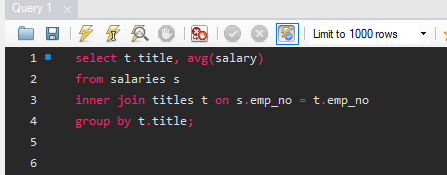 Query 1
Limit to 1000 rows
1 select t.title, avg(salary)
2 from salaries s
3 inner join titles t on s.emp_no = t.emp_no
4 group by t.title;
5
6